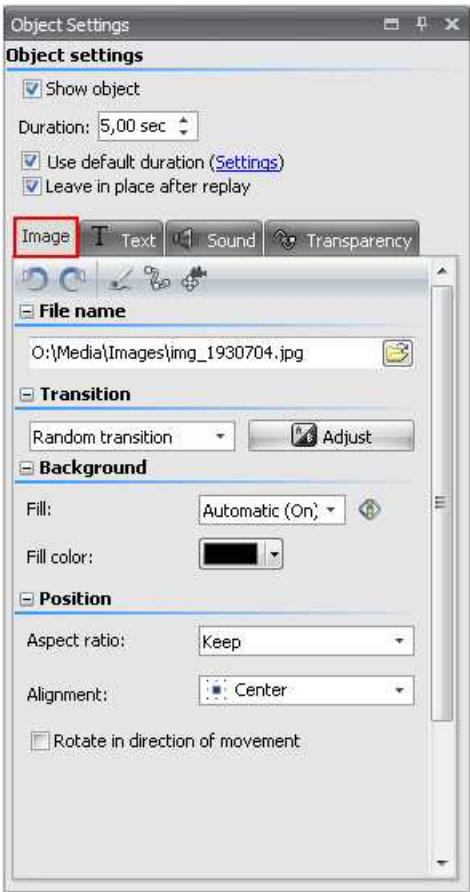 Object Settings
Object settings
Show object
Duration: 5,00 sec
Use default duration (Settings)
Leave in place after replay
Image T Text Sound Transparency
File name
O:\Media\Images\img_1930704.jpg
Transition
Random transition Adjust
Background
Fill: Automatic (On)
Fill color:
Position
Aspect ratio: Keep
Alignment: Center
Rotate in direction of movement